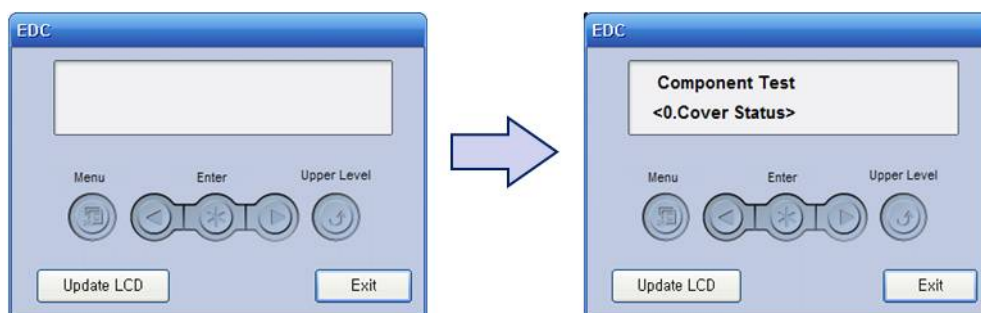 EDC
Menu Enter Upper Level
Update LCD Exit
EDC
Component Test
<0.Cover Status>
Menu Enter Upper Level
Update LCD Exit